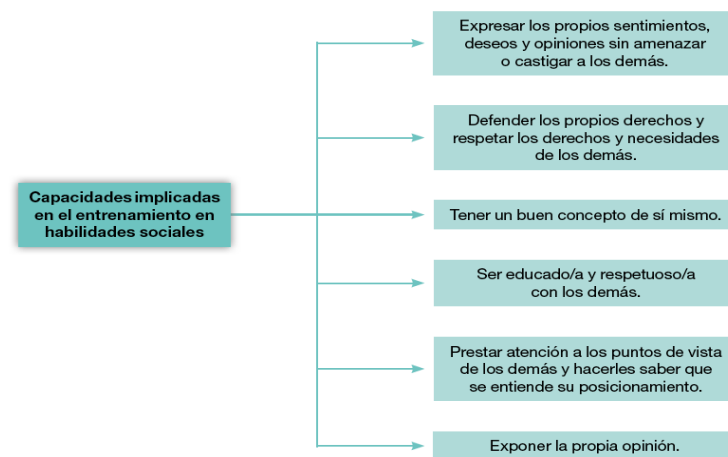 Capacidades implicadas
en el entrenamiento en
habilidades sociales
Expresar los propios sentimientos,
deseos y opiniones sin amenazar
o castigar a los demás.
Defender los propios derechos y
respetar los derechos y necesidades
de los demás.
Tener un buen concepto de sí mismo.
Ser educado/a y respetuoso/a
con los demás.
Prestar atención a los puntos de vista
de los demás y hacerles saber que
se entiende su posicionamiento.
Exponer la propia opinión.